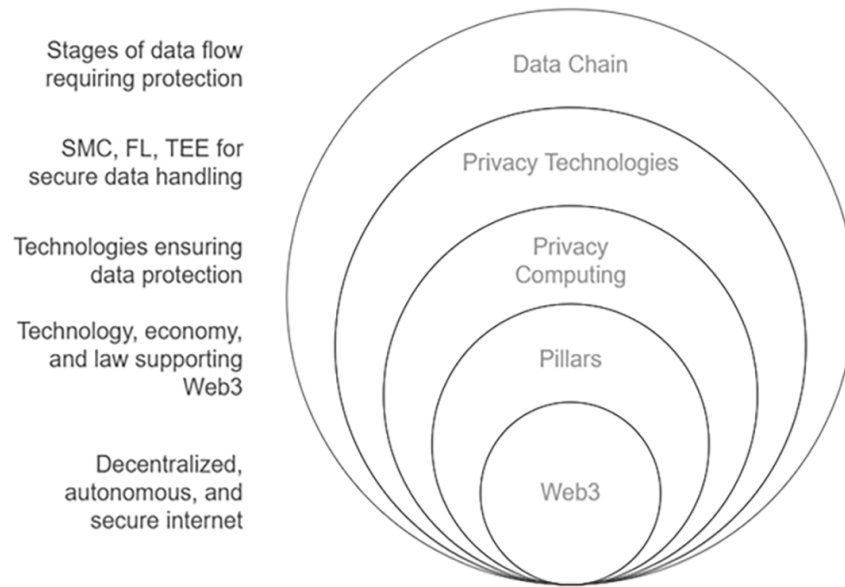 Stages of data flow
requiring protection
Data Chain
SMC, FL, TEE for
secure data handling
Privacy Technologies
Technologies ensuring
data protection
Privacy
Computing
Technology, economy,
and law supporting
Web3
Pillars
Decentralized,
autonomous, and
secure internet
Web3